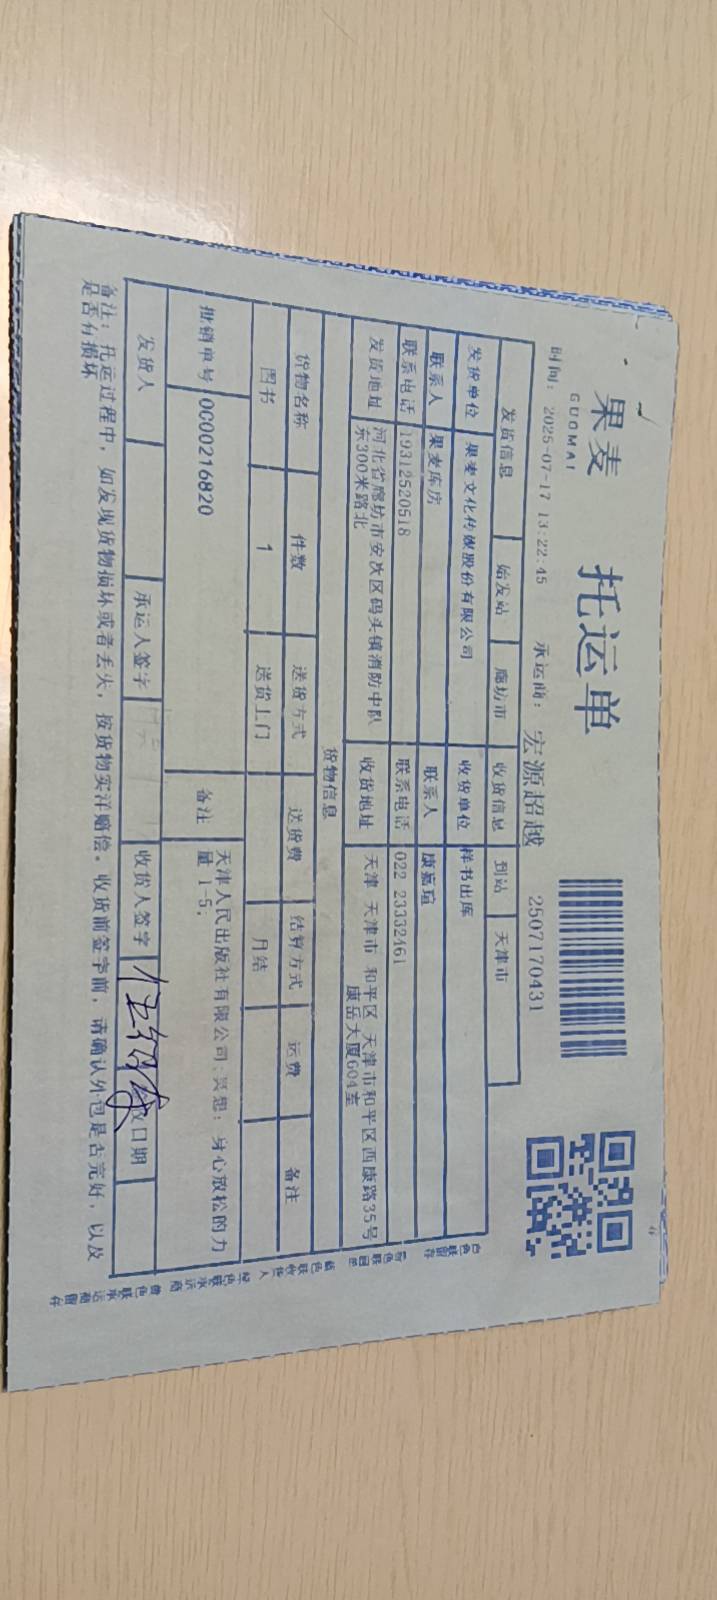 果麦
GUOMAI
托运单
时间: 2025-07-17 13:22:45 承运商: 宏源超越 2507170431
发货信息 始发站 廊坊市 收货信息 到站 天津市
发货单位 果麦文化传媒股份有限公司 收货单位 样书出库
联系人 果麦库房 联系人 康嘉瑄
联系电话 19312520518 联系电话 022 23332461
发货地址 河北省廊坊市安次区码头镇消防中队
东300米路北
收货地址 天津 天津市 和平区 天津市和平区西康路35号
康岳大厦604室
货物信息
货物名称 件数 送货方式 送货费 结算方式 运费 备注
图书 1 送货上门 月结
批销单号 0000216820 备注 天津人民出版社有限公司:冥想: 身心放松的力
量 1-5;
发货人 承运人签字 收货人签字 日期
备注: 托运过程中, 如发现货物损坏或者丢失, 按货物实洋赔偿。收货前签字前, 请确认外包是否完好, 以及
是否有损坏